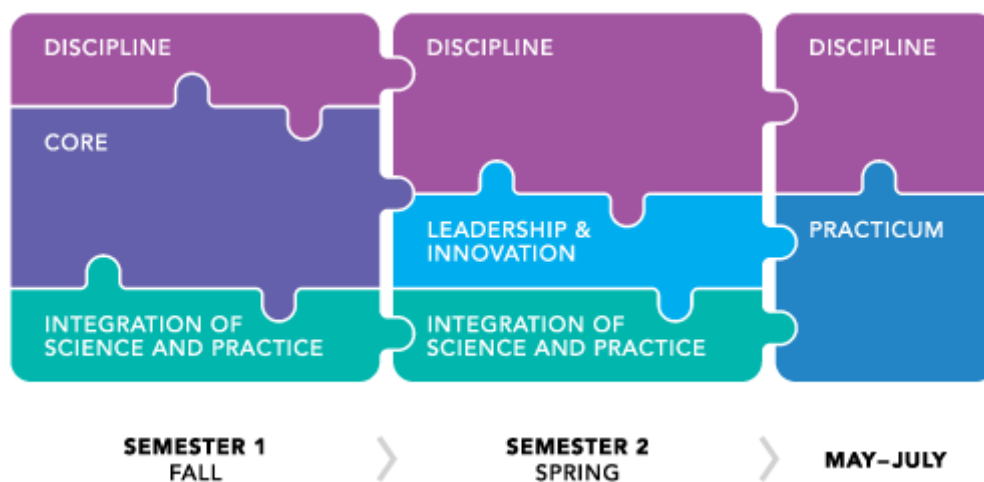 DISCIPLINE
CORE
INTEGRATION OF
SCIENCE AND PRACTICE
DISCIPLINE
LEADERSHIP &
INNOVATION
INTEGRATION OF
SCIENCE AND PRACTICE
DISCIPLINE
PRACTICUM
SEMESTER 1
FALL
SEMESTER 2
SPRING
MAY–JULY